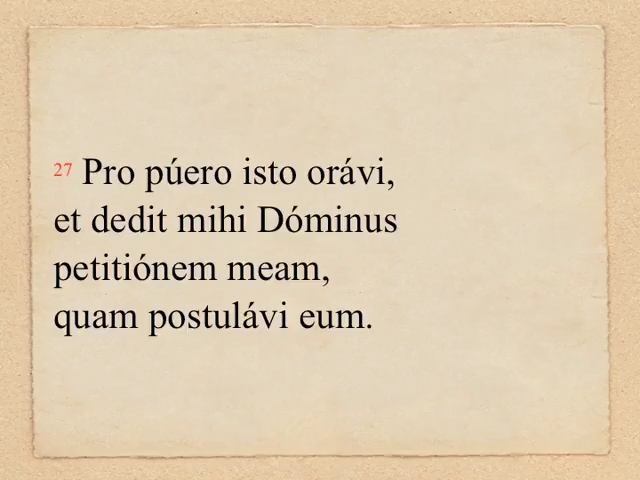 27 Pro púero isto orávi,
et dedit mihi Dóminus
petitiónem meam,
quam postulávi eum.